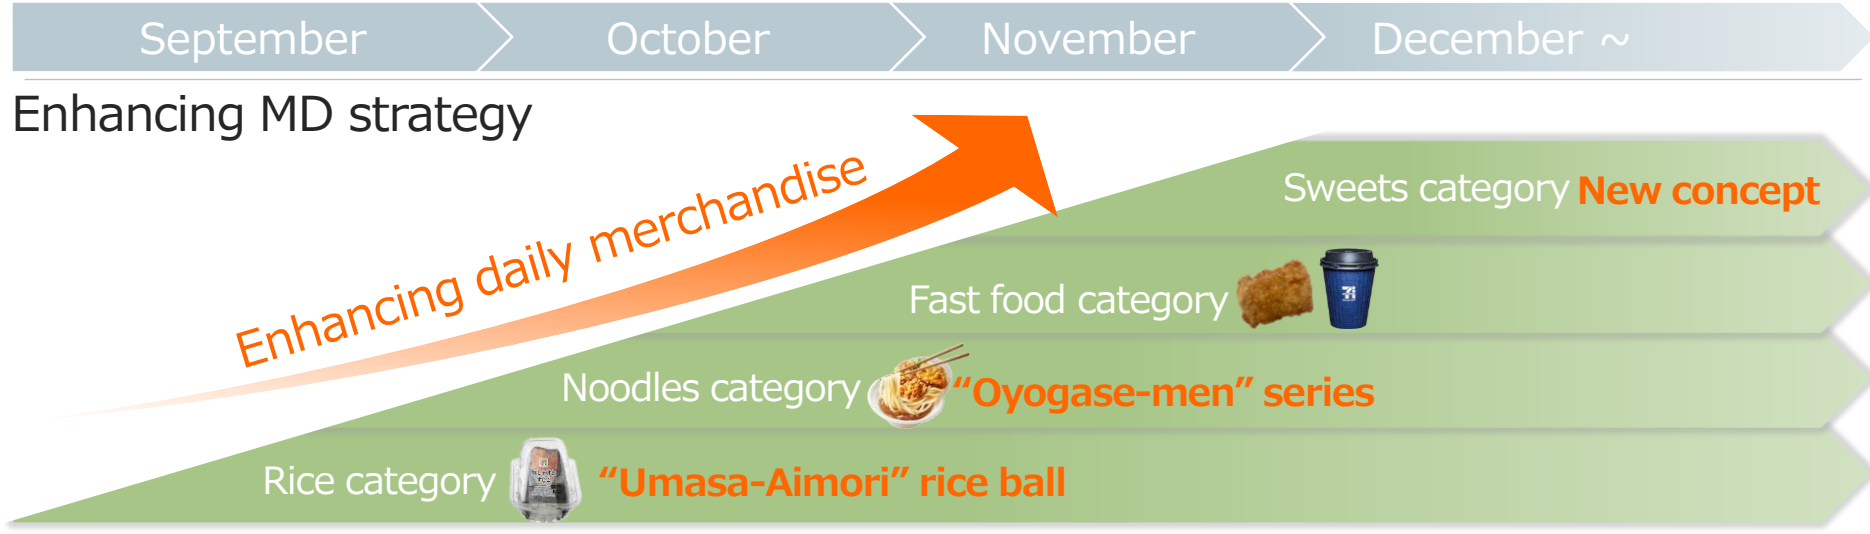 September
October
November
December ~
Enhancing MD strategy
Enhancing daily merchandise
Sweets category New concept
Fast food category
Noodles category “Oyogase-men” series
Rice category “Umasa-Aimori” rice ball